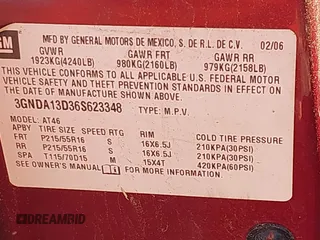 GM
MFD BY GENERAL MOTORS DE MEXICO, S. DE R.L. DE C.V. 02/06
GVWR GAWR FRT GAWR RR
1923KG(4240LB) 980KG(2160LB) 979KG(2158LB)
THIS VEHICLE CONFORMS TO ALL APPLICABLE U.S. FEDERAL MOTOR
VEHICLE SAFETY AND THEFT PREVENTION STANDARDS IN EFFECT ON
THE DATE OF MANUFACTURE SHOWN ABOVE.
3GNDA13D36S623348 TYPE: M.P.V.
MODEL: AT46
TIRE SIZE SPEED RTG RIM COLD TIRE PRESSURE
FRT P215/55R16 S 16X6.5J 210KPA(30PSI)
RR P215/55R16 S 16X6.5J 210KPA(30PSI)
SPA T115/70D15 M 15X4T 420KPA(60PSI)
SEE OWNER'S MANUAL FOR ADDITIONAL INFORMATION.
DREAMBID